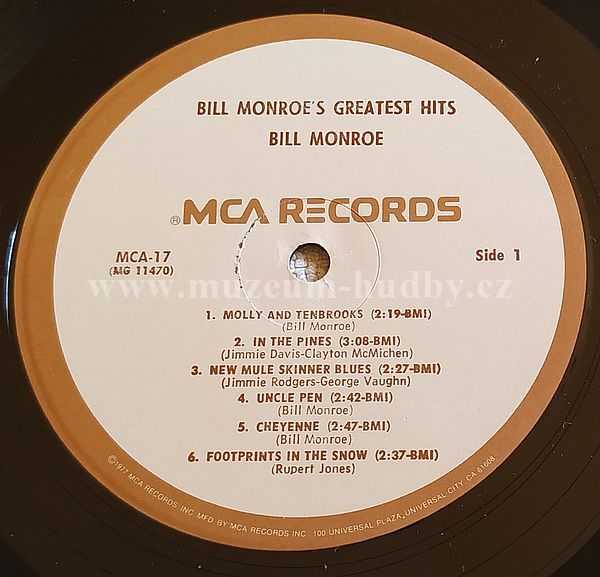 BILL MONROE'S GREATEST HITS
BILL MONROE
® MCA RECORDS
MCA-17
(MG 11470)
Side 1
www.muzeum-hudby.cz
1. MOLLY AND TENBROOKS (2:19-BMI)
(Bill Monroe)
2. IN THE PINES (3:08-BMI)
(Jimmie Davis-Clayton McMichen)
3. NEW MULE SKINNER BLUES (2:27-BMI)
(Jimmie Rodgers-George Vaughn)
4. UNCLE PEN (2:42-BMI)
(Bill Monroe)
5. CHEYENNE (2:47-BMI)
(Bill Monroe)
6. FOOTPRINTS IN THE SNOW (2:37-BMI)
(Rupert Jones)
©1977 MCA RECORDS INC. MFD BY MCA RECORDS INC. 100 UNIVERSAL PLAZA, UNIVERSAL CITY, CA. 91608